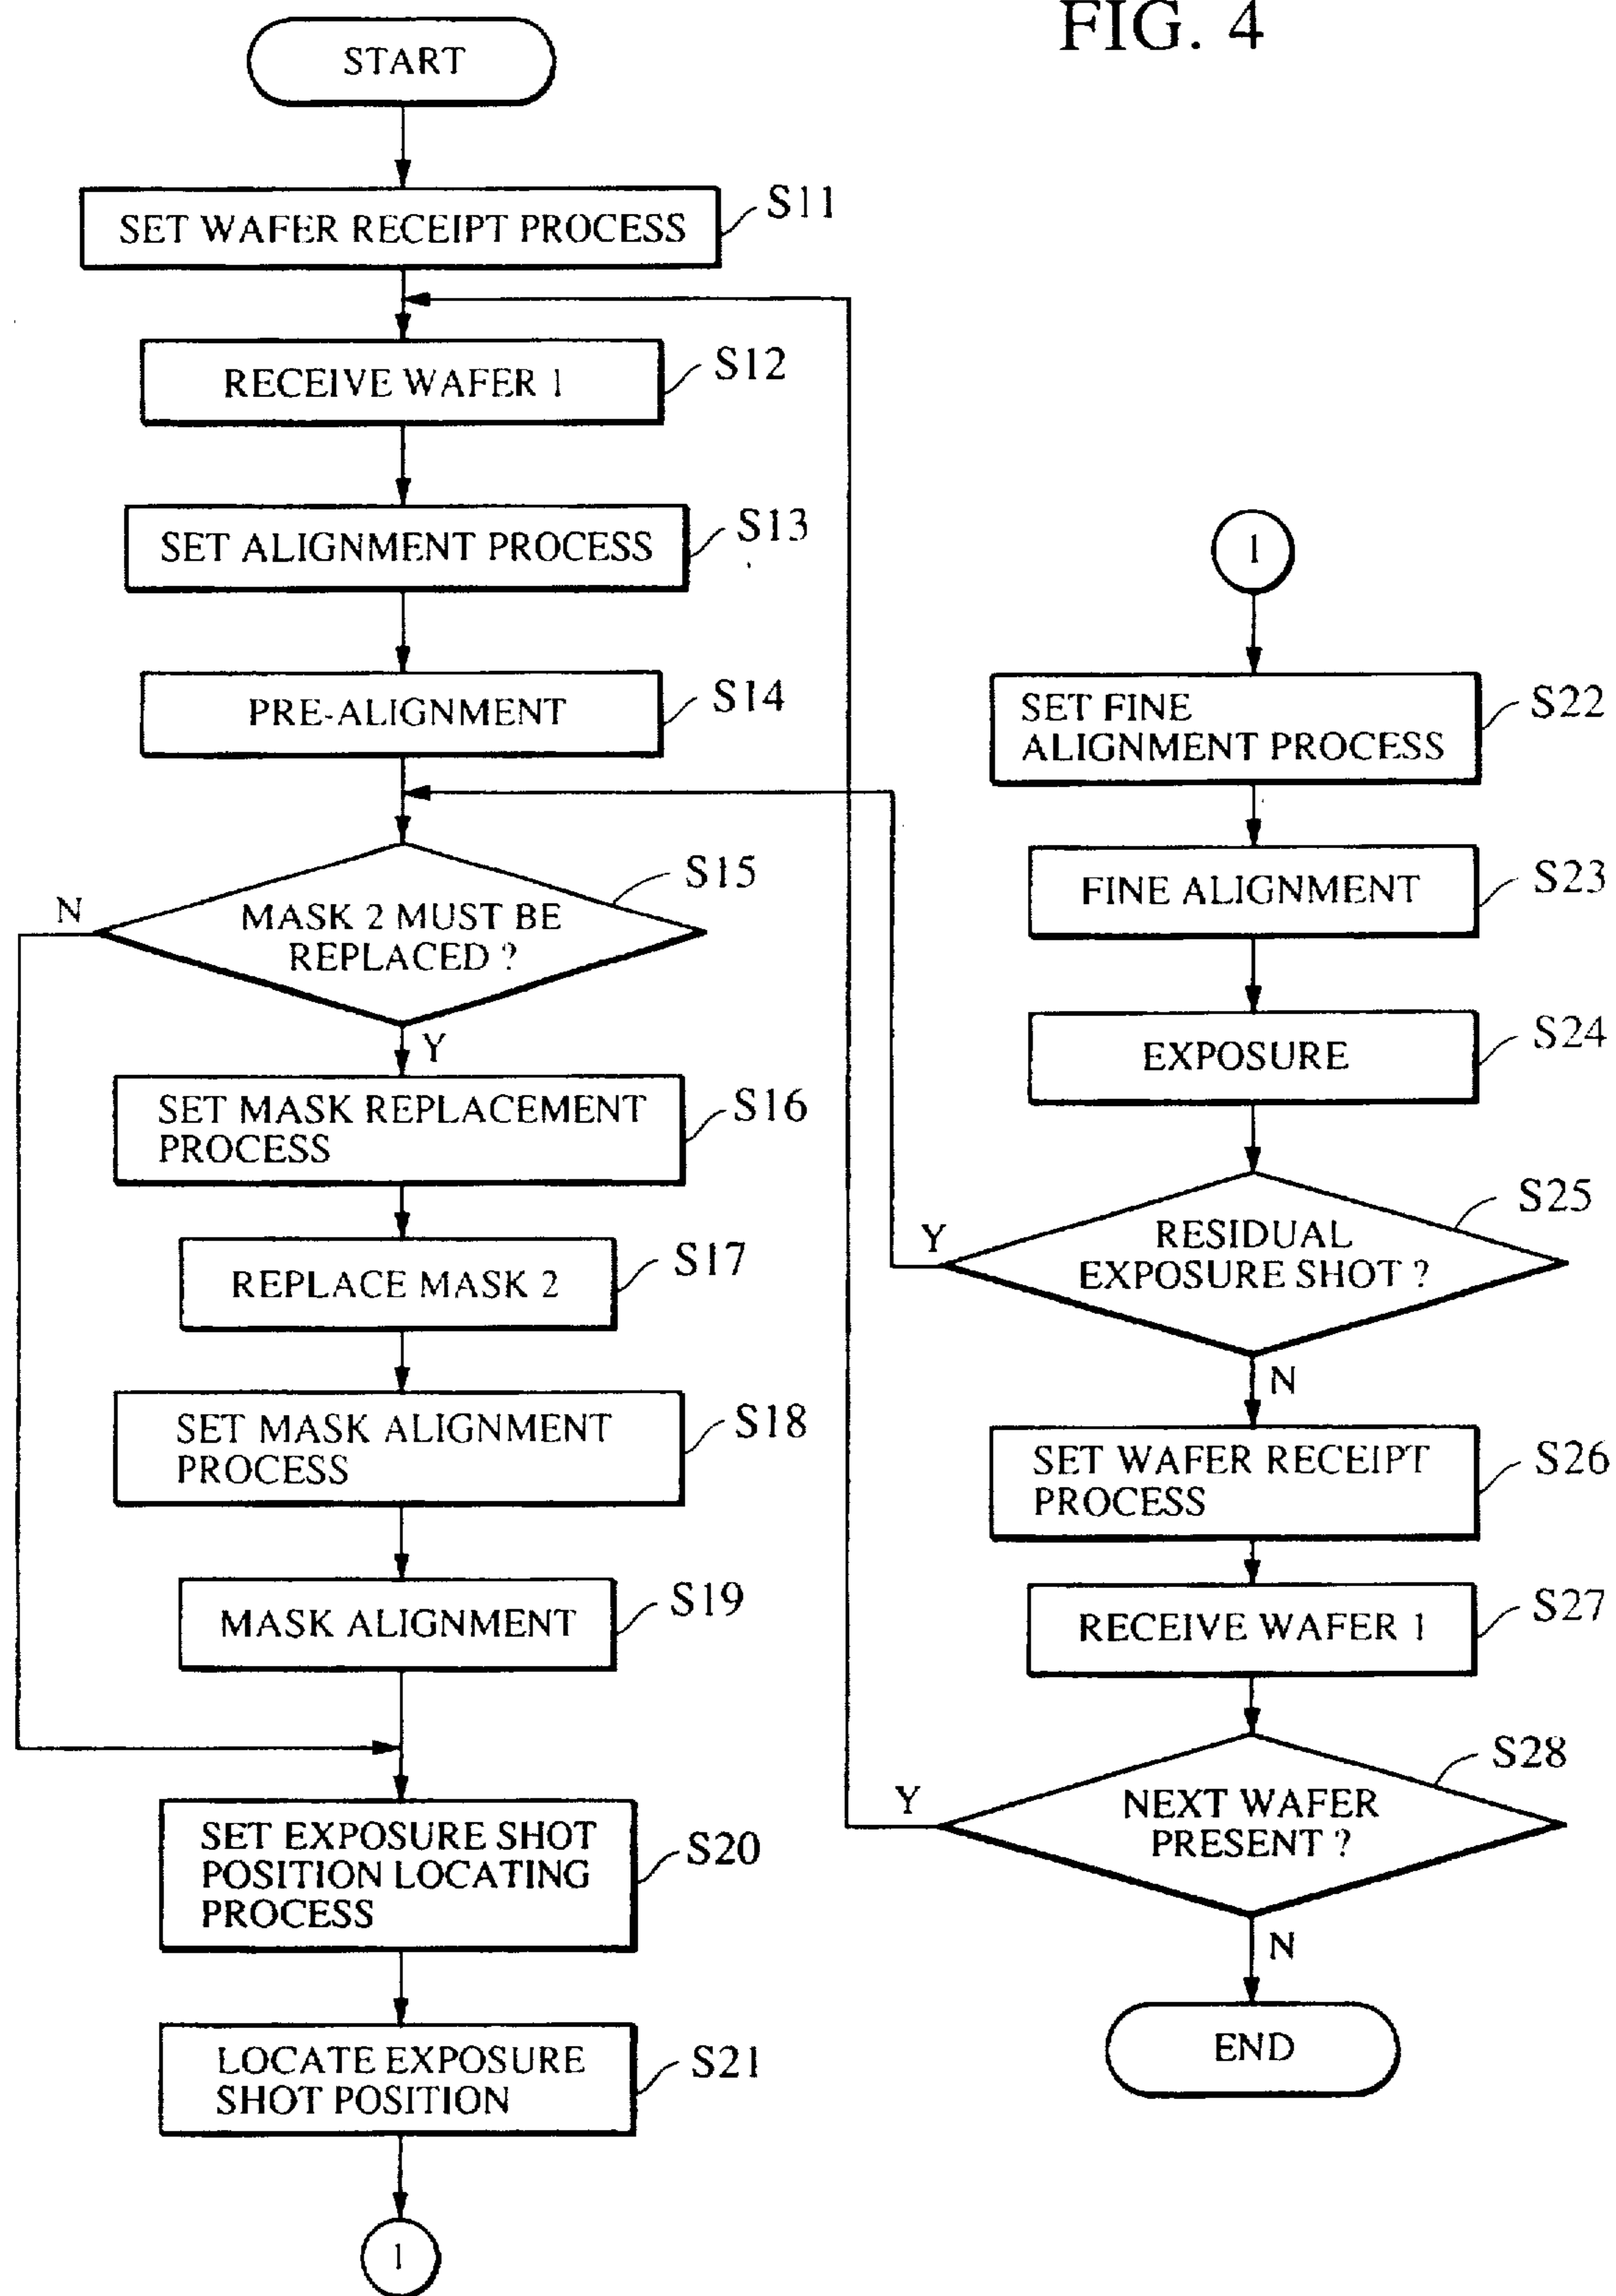 FIG. 4
START
SET WAFER RECEIPT PROCESS
S11
RECEIVE WAFER 1
S12
SET ALIGNMENT PROCESS
S13
PRE-ALIGNMENT
S14
MASK 2 MUST BE
REPLACED ?
S15
N
Y
SET MASK REPLACEMENT
PROCESS
S16
REPLACE MASK 2
S17
SET MASK ALIGNMENT
PROCESS
S18
MASK ALIGNMENT
S19
SET EXPOSURE SHOT
POSITION LOCATING
PROCESS
S20
LOCATE EXPOSURE
SHOT POSITION
S21
1
1
SET FINE
ALIGNMENT PROCESS
S22
FINE ALIGNMENT
S23
EXPOSURE
S24
RESIDUAL
EXPOSURE SHOT ?
S25
Y
N
SET WAFER RECEIPT
PROCESS
S26
RECEIVE WAFER 1
S27
NEXT WAFER
PRESENT ?
S28
Y
N
END